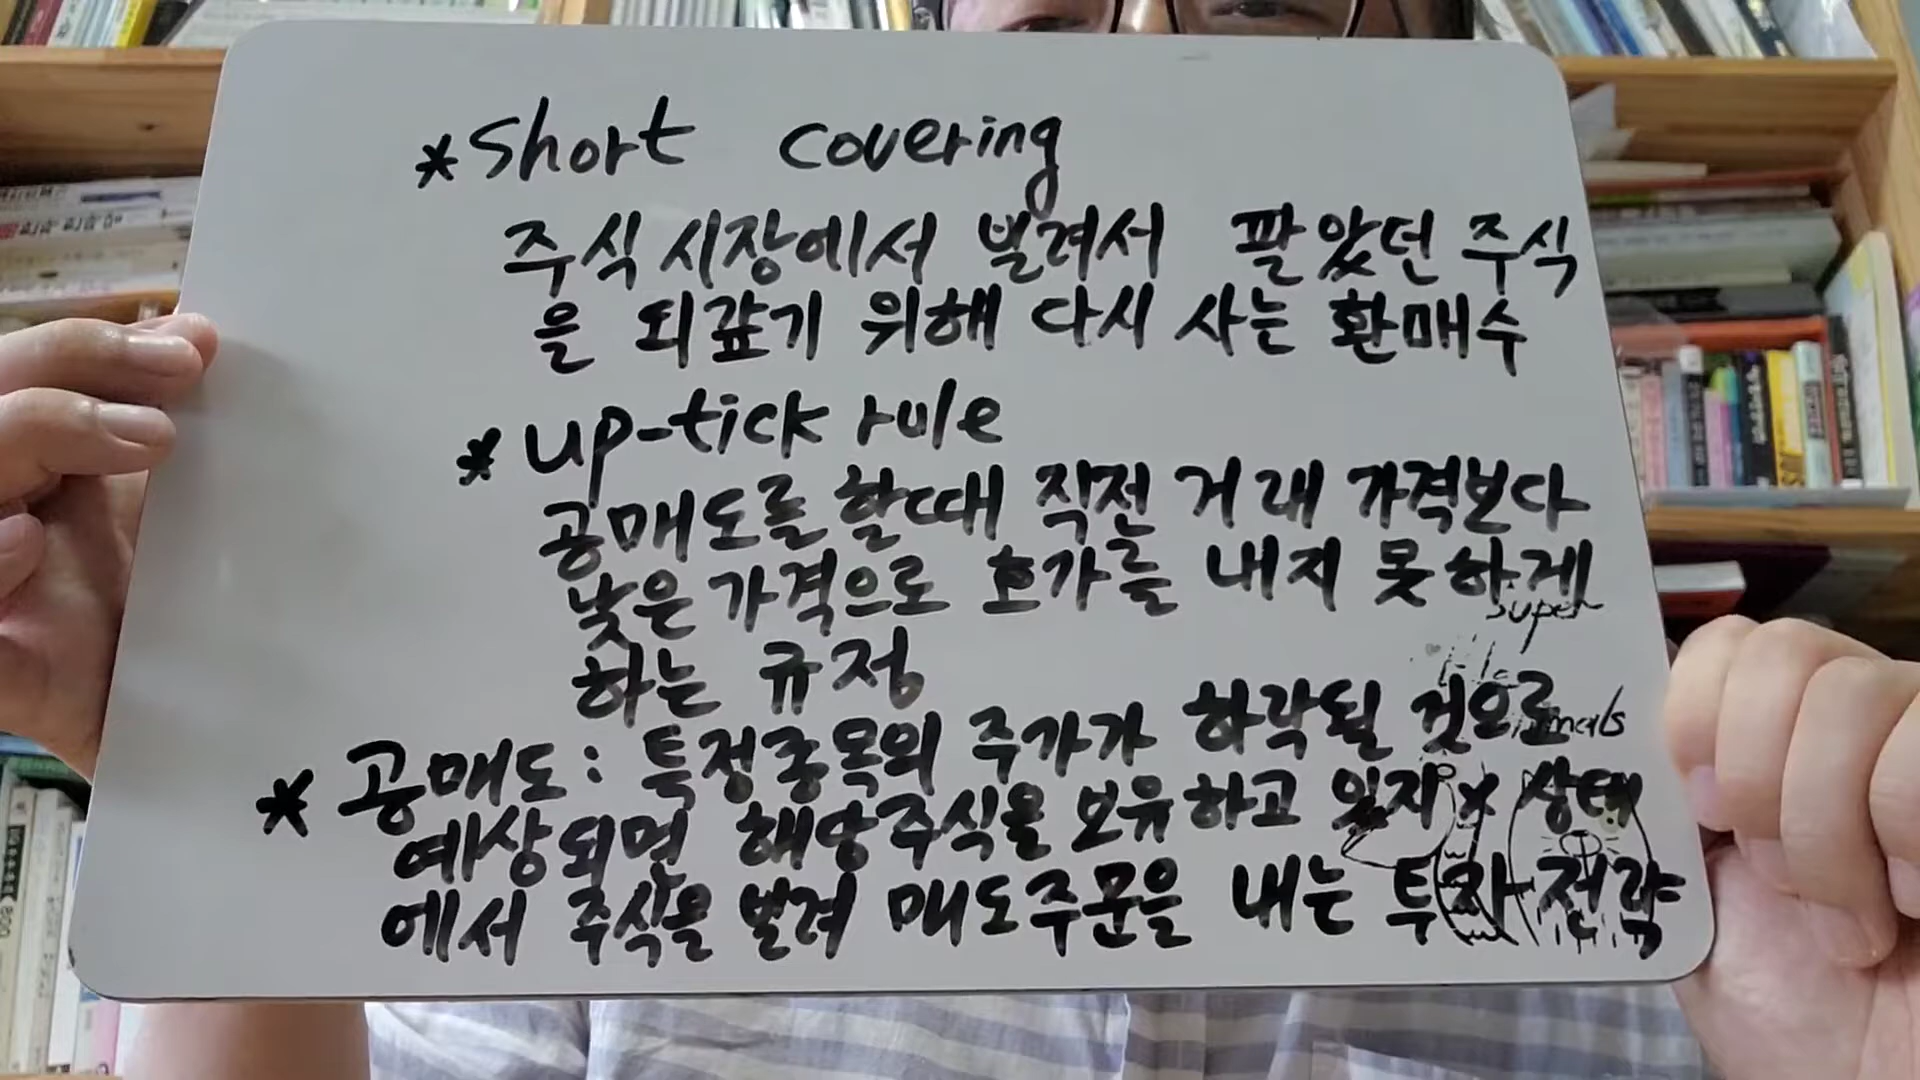 *Short covering
주식시장에서 빌려서 팔았던 주식
을 되갚기 위해 다시 사는 환매수
* up-tick rule
공매도를 할때 직전 거래 가격보다
낮은 가격으로 호가를 내지 못하게
super
하는 규정
* 공매도: 특정종목의 주가가 하락될 것으로
예상되면 해당주식을 보유하고 있지 x 상태
에서 주식을 빌려 매도주문을 내는 투자 전략